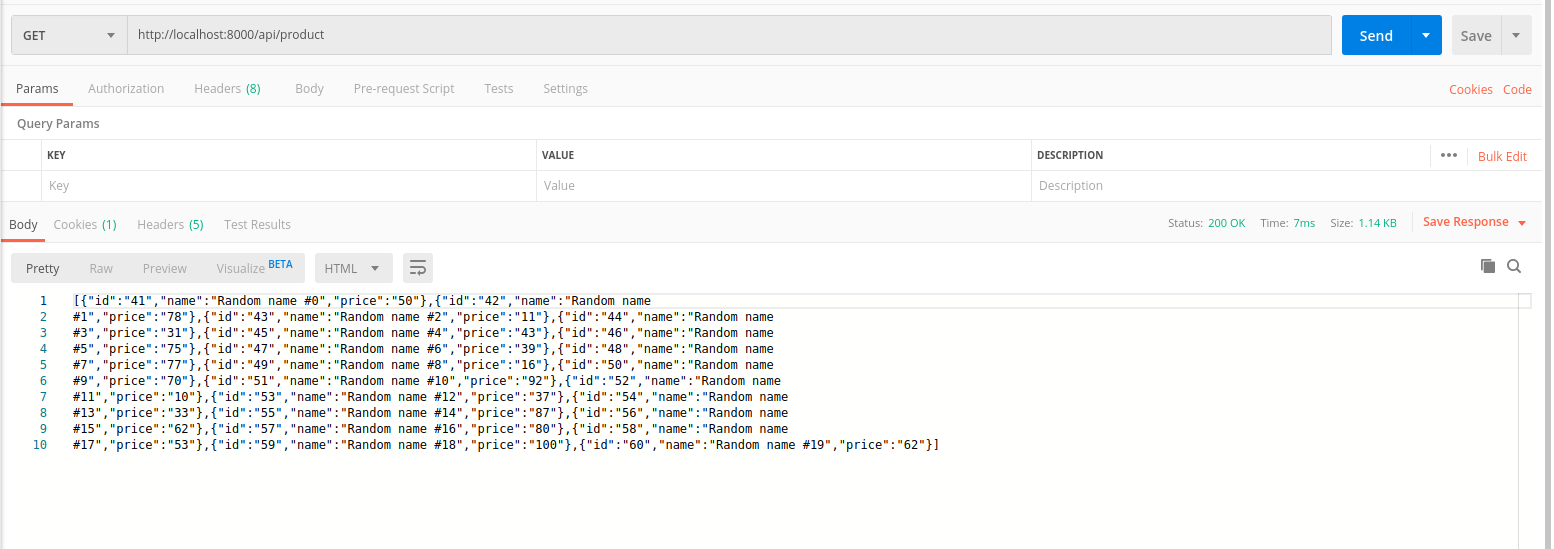 GET http://localhost:8000/api/product Send Save
Params Authorization Headers (8) Body Pre-request Script Tests Settings Cookies Code
Query Params
KEY VALUE DESCRIPTION ••• Bulk Edit
Key Value Description
Body Cookies (1) Headers (5) Test Results Status: 200 OK Time: 7ms Size: 1.14 KB Save Response
Pretty Raw Preview Visualize BETA HTML
1 [{"id":"41","name":"Random name #0","price":"50"},{"id":"42","name":"Random name
2 #1","price":"78"},{"id":"43","name":"Random name #2","price":"11"},{"id":"44","name":"Random name
3 #3","price":"31"},{"id":"45","name":"Random name #4","price":"43"},{"id":"46","name":"Random name
4 #5","price":"75"},{"id":"47","name":"Random name #6","price":"39"},{"id":"48","name":"Random name
5 #7","price":"77"},{"id":"49","name":"Random name #8","price":"16"},{"id":"50","name":"Random name
6 #9","price":"70"},{"id":"51","name":"Random name #10","price":"92"},{"id":"52","name":"Random name
7 #11","price":"10"},{"id":"53","name":"Random name #12","price":"37"},{"id":"54","name":"Random name
8 #13","price":"33"},{"id":"55","name":"Random name #14","price":"87"},{"id":"56","name":"Random name
9 #15","price":"62"},{"id":"57","name":"Random name #16","price":"80"},{"id":"58","name":"Random name
10 #17","price":"53"},{"id":"59","name":"Random name #18","price":"100"},{"id":"60","name":"Random name #19","price":"62"}]